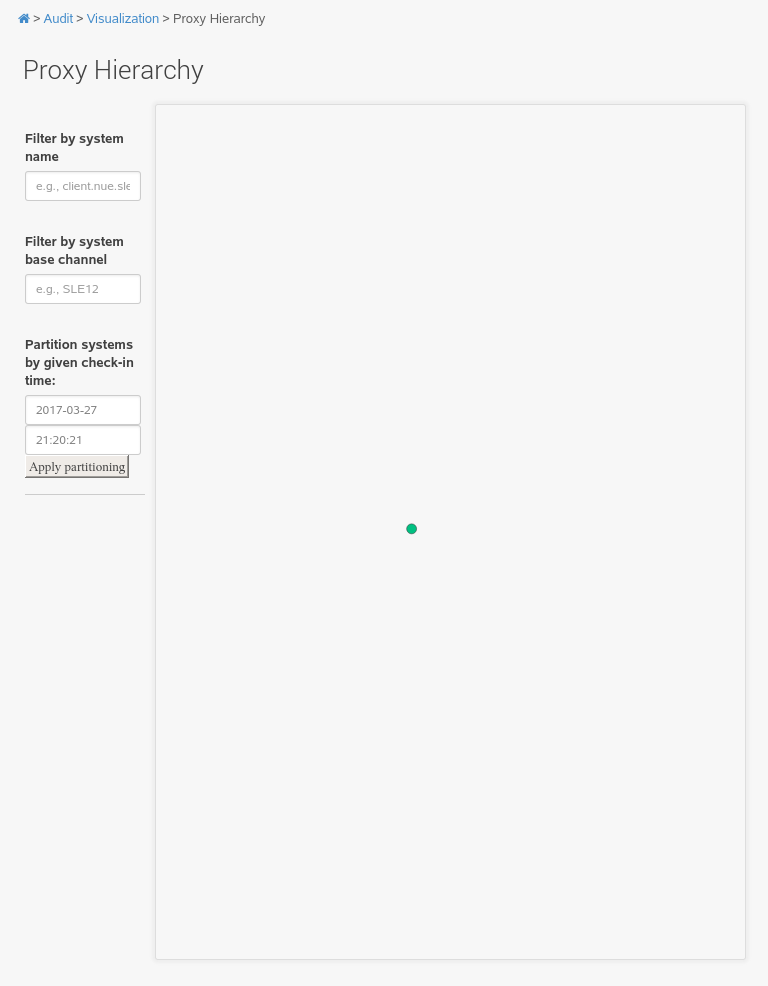 > Audit > Visualization > Proxy Hierarchy
Proxy Hierarchy
Filter by system
name
e.g., client.nue.sle
Filter by system
base channel
e.g., SLE12
Partition systems
by given check-in
time:
2017-03-27
21:20:21
Apply partitioning